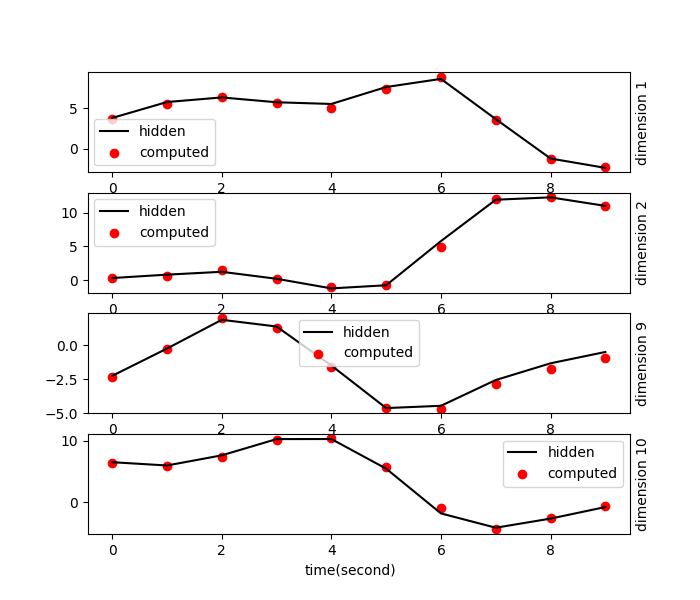 5
0
hidden
computed
0 2 4 6 8
dimension 1
10
5
0
hidden
computed
0 2 4 6 8
dimension 2
0.0
−2.5
−5.0
hidden
computed
0 2 4 6 8
dimension 9
10
0
hidden
computed
0 2 4 6 8
dimension 10
time(second)